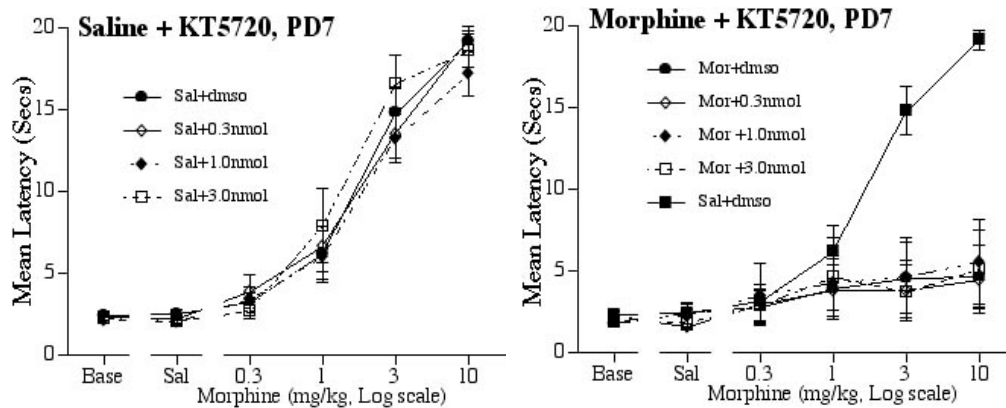 Saline + KT5720, PD7
Mean Latency (Secs)
20
15
10
5
0
Sal+dmso
Sal+0.3nmol
Sal+1.0nmol
Sal+3.0nmol
Base Sal 0.3 1 3 10
Morphine (mg/kg, Log scale)
Morphine + KT5720, PD7
Mean Latency (Secs)
20
15
10
5
0
Mor+dmso
Mor+0.3nmol
Mor +1.0nmol
Mor +3.0nmol
Sal+dmso
Base Sal 0.3 1 3 10
Morphine (mg/kg, Log scale)